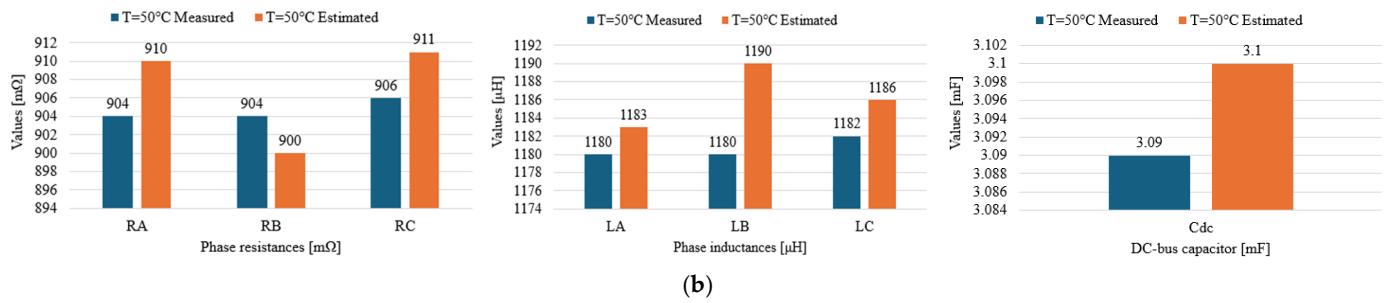 T=50°C Measured T=50°C Estimated
Values [mΩ]
912
910
908
906
904
902
900
898
896
894
904 910 904 900 906 911
RA RB RC
Phase resistances [mΩ]
T=50°C Measured T=50°C Estimated
Values [μH]
1192
1190
1188
1186
1184
1182
1180
1178
1176
1174
1180 1183 1180 1190 1182 1186
LA LB LC
Phase inductances [μH]
T=50°C Measured T=50°C Estimated
Values [mF]
3.102
3.1
3.098
3.096
3.094
3.092
3.09
3.088
3.086
3.084
3.09 3.1
Cdc
DC-bus capacitor [mF]
(b)